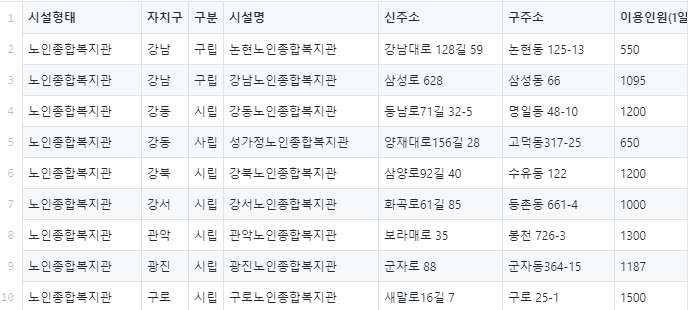 1 시설형태 자치구 구분 시설명 신주소 구주소 이용인원(1일
2 노인종합복지관 강남 구립 논현노인종합복지관 강남대로 128길 59 논현동 125-13 550
3 노인종합복지관 강남 구립 강남노인종합복지관 삼성로 628 삼성동 66 1095
4 노인종합복지관 강동 시립 강동노인종합복지관 동남로71길 32-5 명일동 48-10 1200
5 노인종합복지관 강동 사립 성가정노인종합복지관 양재대로156길 28 고덕동317-25 650
6 노인종합복지관 강북 시립 강북노인종합복지관 삼양로92길 40 수유동 122 1200
7 노인종합복지관 강서 시립 강서노인종합복지관 화곡로61길 85 등촌동 661-4 1000
8 노인종합복지관 관악 시립 관악노인종합복지관 보라매로 35 봉천 726-3 1300
9 노인종합복지관 광진 시립 광진노인종합복지관 군자로 88 군자동364-15 1187
10 노인종합복지관 구로 시립 구로노인종합복지관 새말로16길 7 구로 25-1 1500